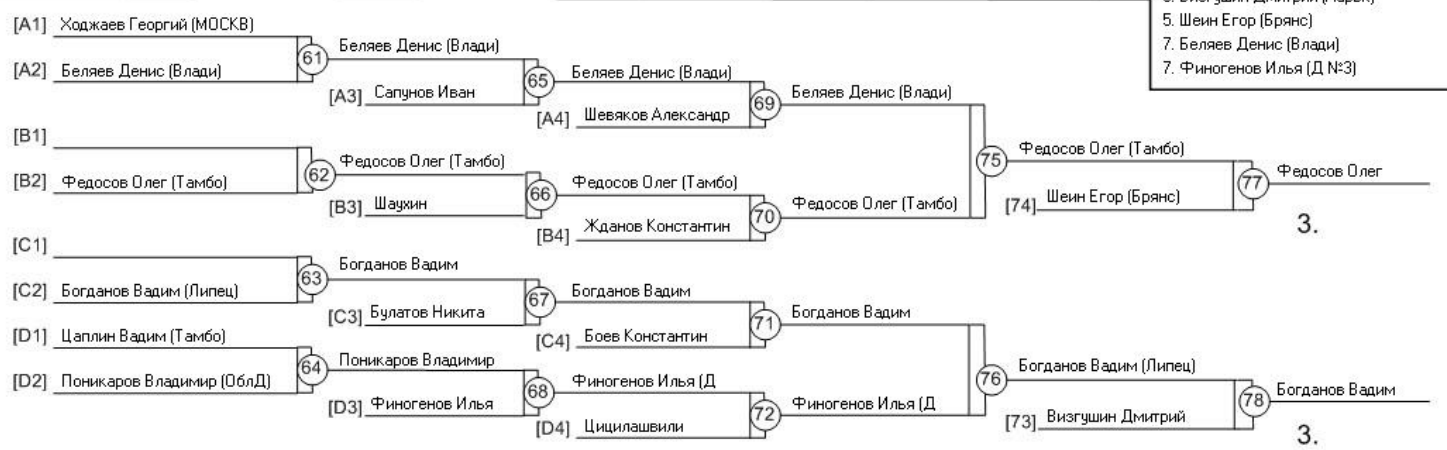 5. Шеин Егор (Брянс)
7. Беляев Денис (Влади)
7. Финогенов Илья (Д №3)
[A1] Ходжаев Георгий (МОСКВ)
61 Беляев Денис (Влади)
[A2] Беляев Денис (Влади)
65 Беляев Денис (Влади)
[A3] Сапунов Иван
69 Беляев Денис (Влади)
[A4] Шевяков Александр
[B1]
62 Федосов Олег (Тамбо)
[B2] Федосов Олег (Тамбо)
66 Федосов Олег (Тамбо)
[B3] Шаухин
70 Федосов Олег (Тамбо)
[B4] Жданов Константин
75 Федосов Олег (Тамбо)
77 Федосов Олег
[74] Шеин Егор (Брянс)
3.
[C1]
63 Богданов Вадим
[C2] Богданов Вадим (Липец)
67 Богданов Вадим
[C3] Булатов Никита
71 Богданов Вадим
[C4] Боев Константин
[D1] Цаплин Вадим (Тамбо)
64 Поникаров Владимир
[D2] Поникаров Владимир (ОблД)
68 Финогенов Илья (Д
[D3] Финогенов Илья
72 Финогенов Илья (Д
[D4] Цицилашвили
76 Богданов Вадим (Липец)
78 Богданов Вадим
[73] Визгушин Дмитрий
3.